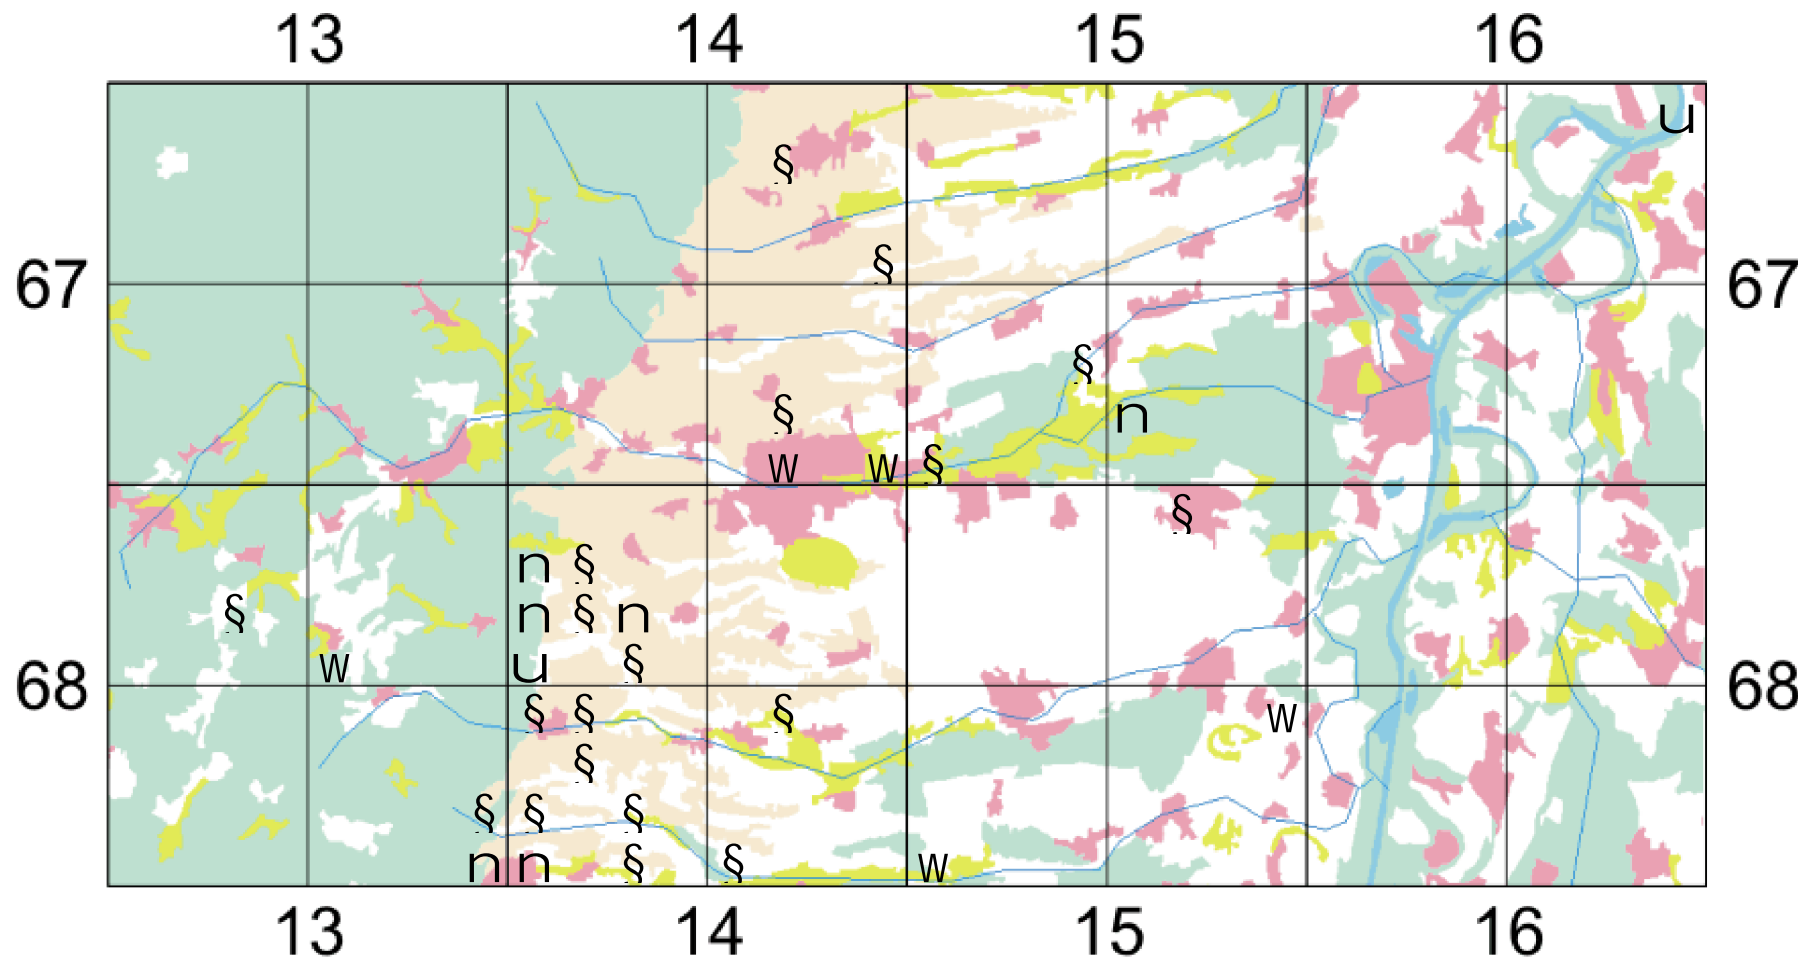 13 14 15 16
u
§
§
67 67
§
§ n
W W §
§
n §
§ n § n
W u §
68 68
§ § § W
§
§ § §
n n § § W
13 14 15 16